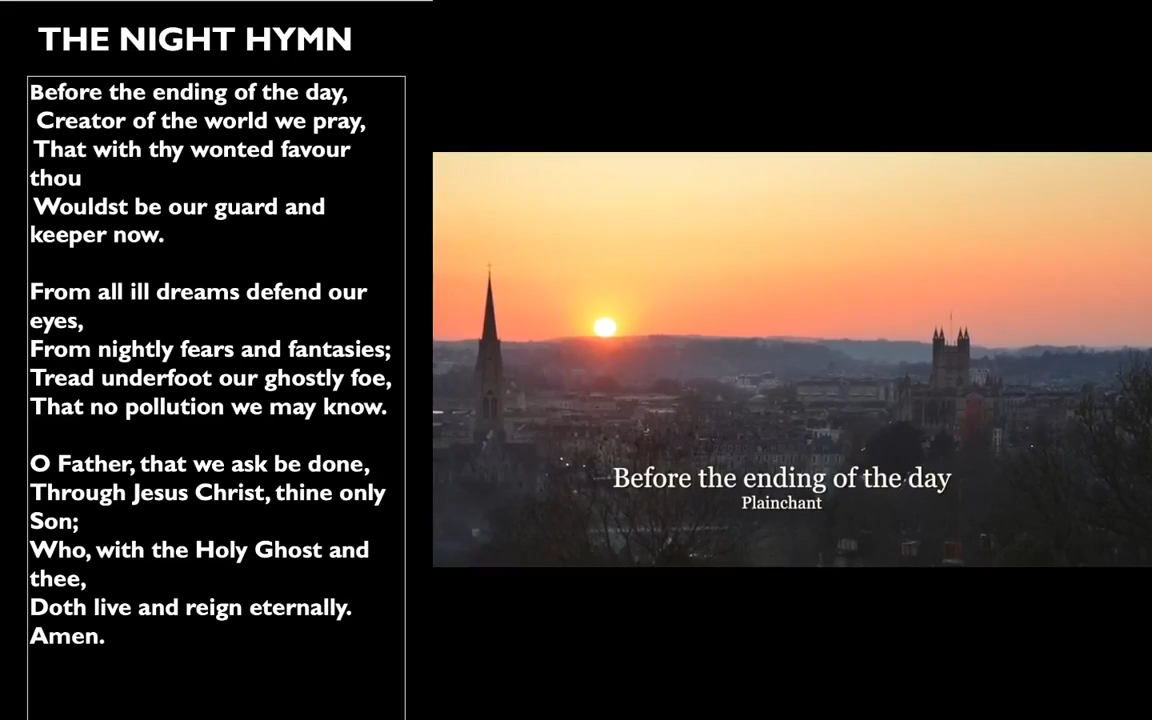 THE NIGHT HYMN
Before the ending of the day,
Creator of the world we pray,
That with thy wonted favour
thou
Wouldst be our guard and
keeper now.
From all ill dreams defend our
eyes,
From nightly fears and fantasies;
Tread underfoot our ghostly foe,
That no pollution we may know.
O Father, that we ask be done,
Through Jesus Christ, thine only
Son;
Who, with the Holy Ghost and
thee,
Doth live and reign eternally.
Amen.
Before the ending of the day
Plainchant